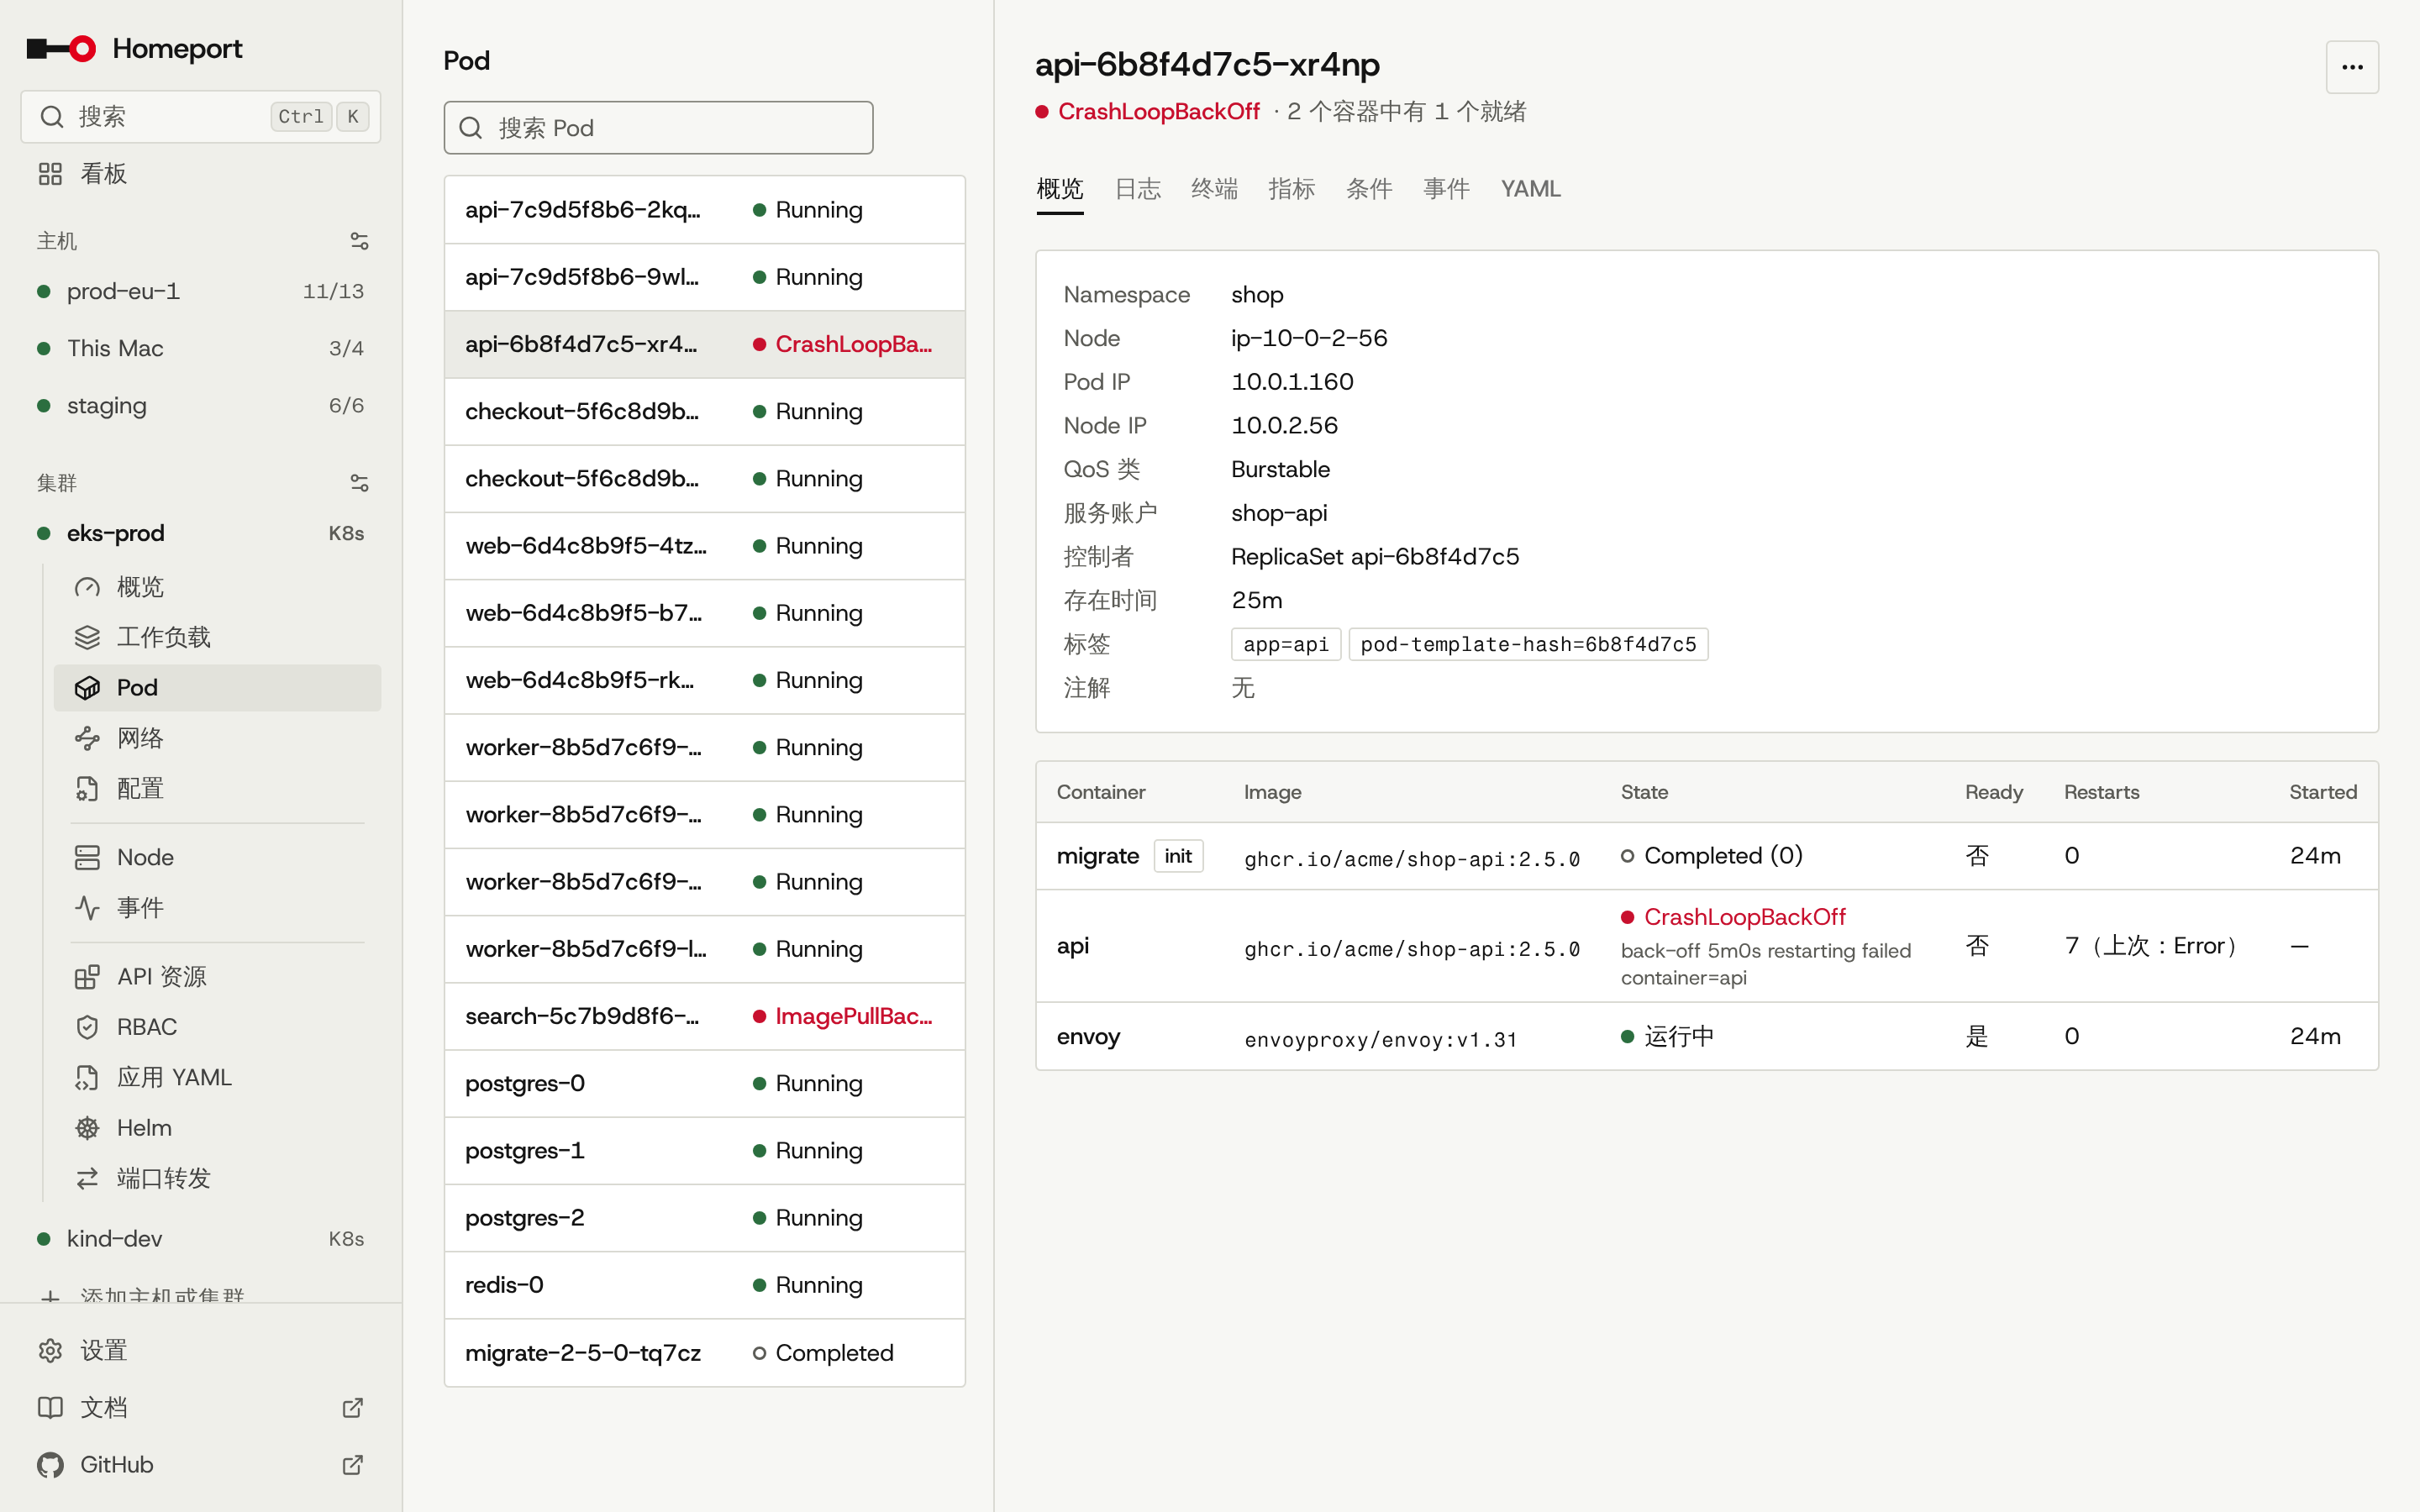 Homeport
搜索 Ctrl K
看板
主机
prod-eu-1 11/13
This Mac 3/4
staging 6/6
集群
eks-prod K8s
概览
工作负载
Pod
网络
配置
Node
事件
API 资源
RBAC
应用 YAML
Helm
端口转发
kind-dev K8s
添加主机或集群
设置
文档
GitHub
Pod
搜索 Pod
api-7c9d5f8b6-2kq… Running
api-7c9d5f8b6-9wl… Running
api-6b8f4d7c5-xr4… CrashLoopBa…
checkout-5f6c8d9b… Running
checkout-5f6c8d9b… Running
web-6d4c8b9f5-4tz… Running
web-6d4c8b9f5-b7… Running
web-6d4c8b9f5-rk… Running
worker-8b5d7c6f9-… Running
worker-8b5d7c6f9-… Running
worker-8b5d7c6f9-… Running
worker-8b5d7c6f9-l… Running
search-5c7b9d8f6-… ImagePullBac…
postgres-0 Running
postgres-1 Running
postgres-2 Running
redis-0 Running
migrate-2-5-0-tq7cz Completed
api-6b8f4d7c5-xr4np
CrashLoopBackOff · 2 个容器中有 1 个就绪
概览 日志 终端 指标 条件 事件 YAML
Namespace shop
Node ip-10-0-2-56
Pod IP 10.0.1.160
Node IP 10.0.2.56
QoS 类 Burstable
服务账户 shop-api
控制者 ReplicaSet api-6b8f4d7c5
存在时间 25m
标签 app=api pod-template-hash=6b8f4d7c5
注解 无
Container Image State Ready Restarts Started
migrate init ghcr.io/acme/shop-api:2.5.0 Completed (0) 否 0 24m
api ghcr.io/acme/shop-api:2.5.0 CrashLoopBackOff 否 7（上次：Error） —
back-off 5m0s restarting failed
container=api
envoy envoyproxy/envoy:v1.31 运行中 是 0 24m